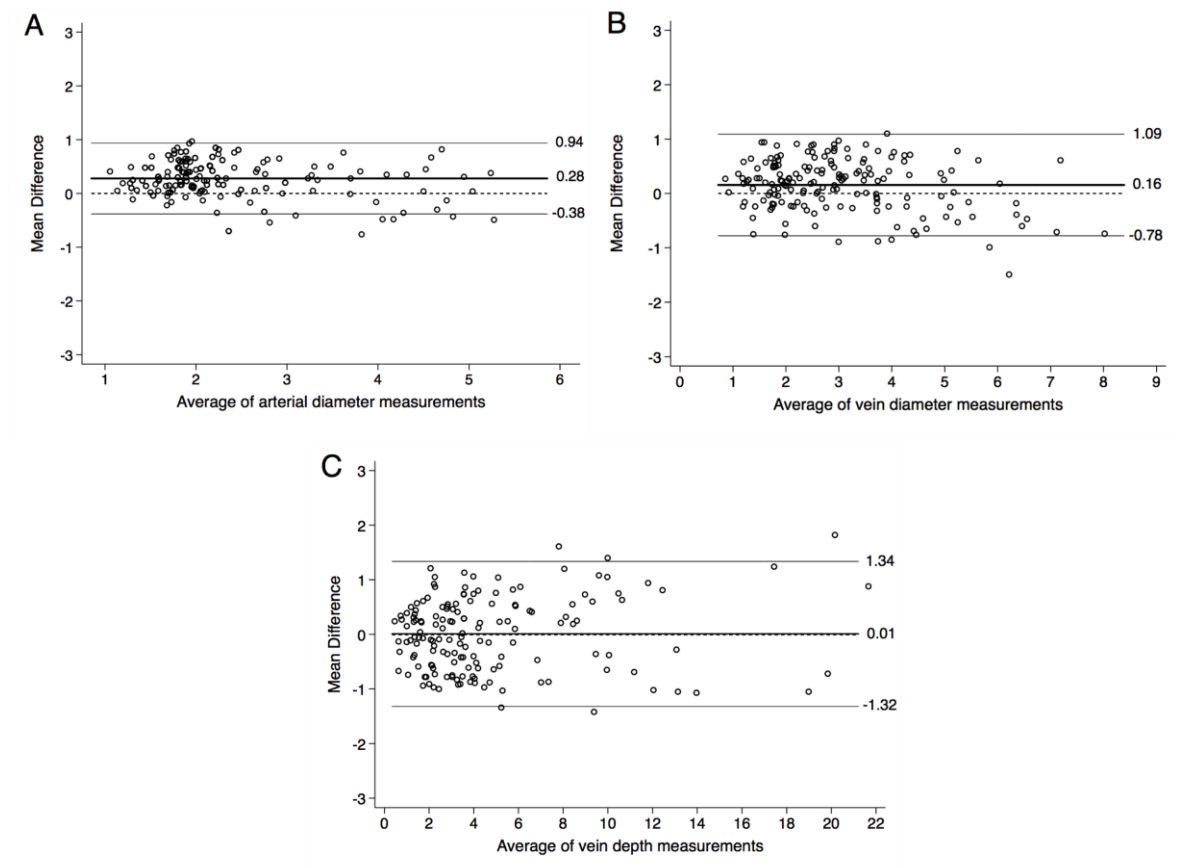 A
3
2
1
0
-1
-2
-3
Mean Difference
0.94
0.28
-0.38
1 2 3 4 5 6
Average of arterial diameter measurements
B
3
2
1
0
-1
-2
-3
Mean Difference
1.09
0.16
-0.78
0 1 2 3 4 5 6 7 8 9
Average of vein diameter measurements
C
3
2
1
0
-1
-2
-3
Mean Difference
1.34
0.01
-1.32
0 2 4 6 8 10 12 14 16 18 20 22
Average of vein depth measurements